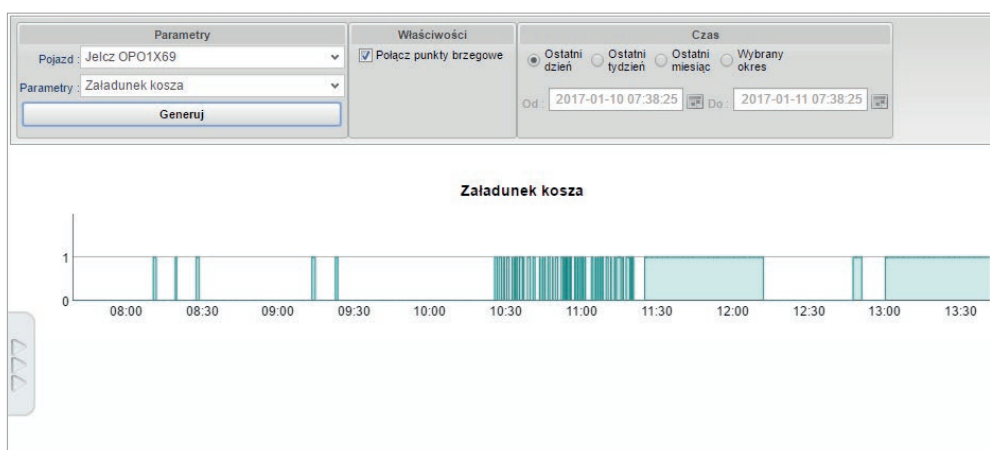 Parametry
Pojazd : Jelcz OPO1X69
Parametry : Załadunek kosza
Generuj
Właściwości
Połącz punkty brzegowe
Czas
Ostatni dzień
Ostatni tydzień
Ostatni miesiąc
Wybrany okres
Od : 2017-01-10 07:38:25 Do : 2017-01-11 07:38:25
Załadunek kosza
1
0
08:00 08:30 09:00 09:30 10:00 10:30 11:00 11:30 12:00 12:30 13:00 13:30